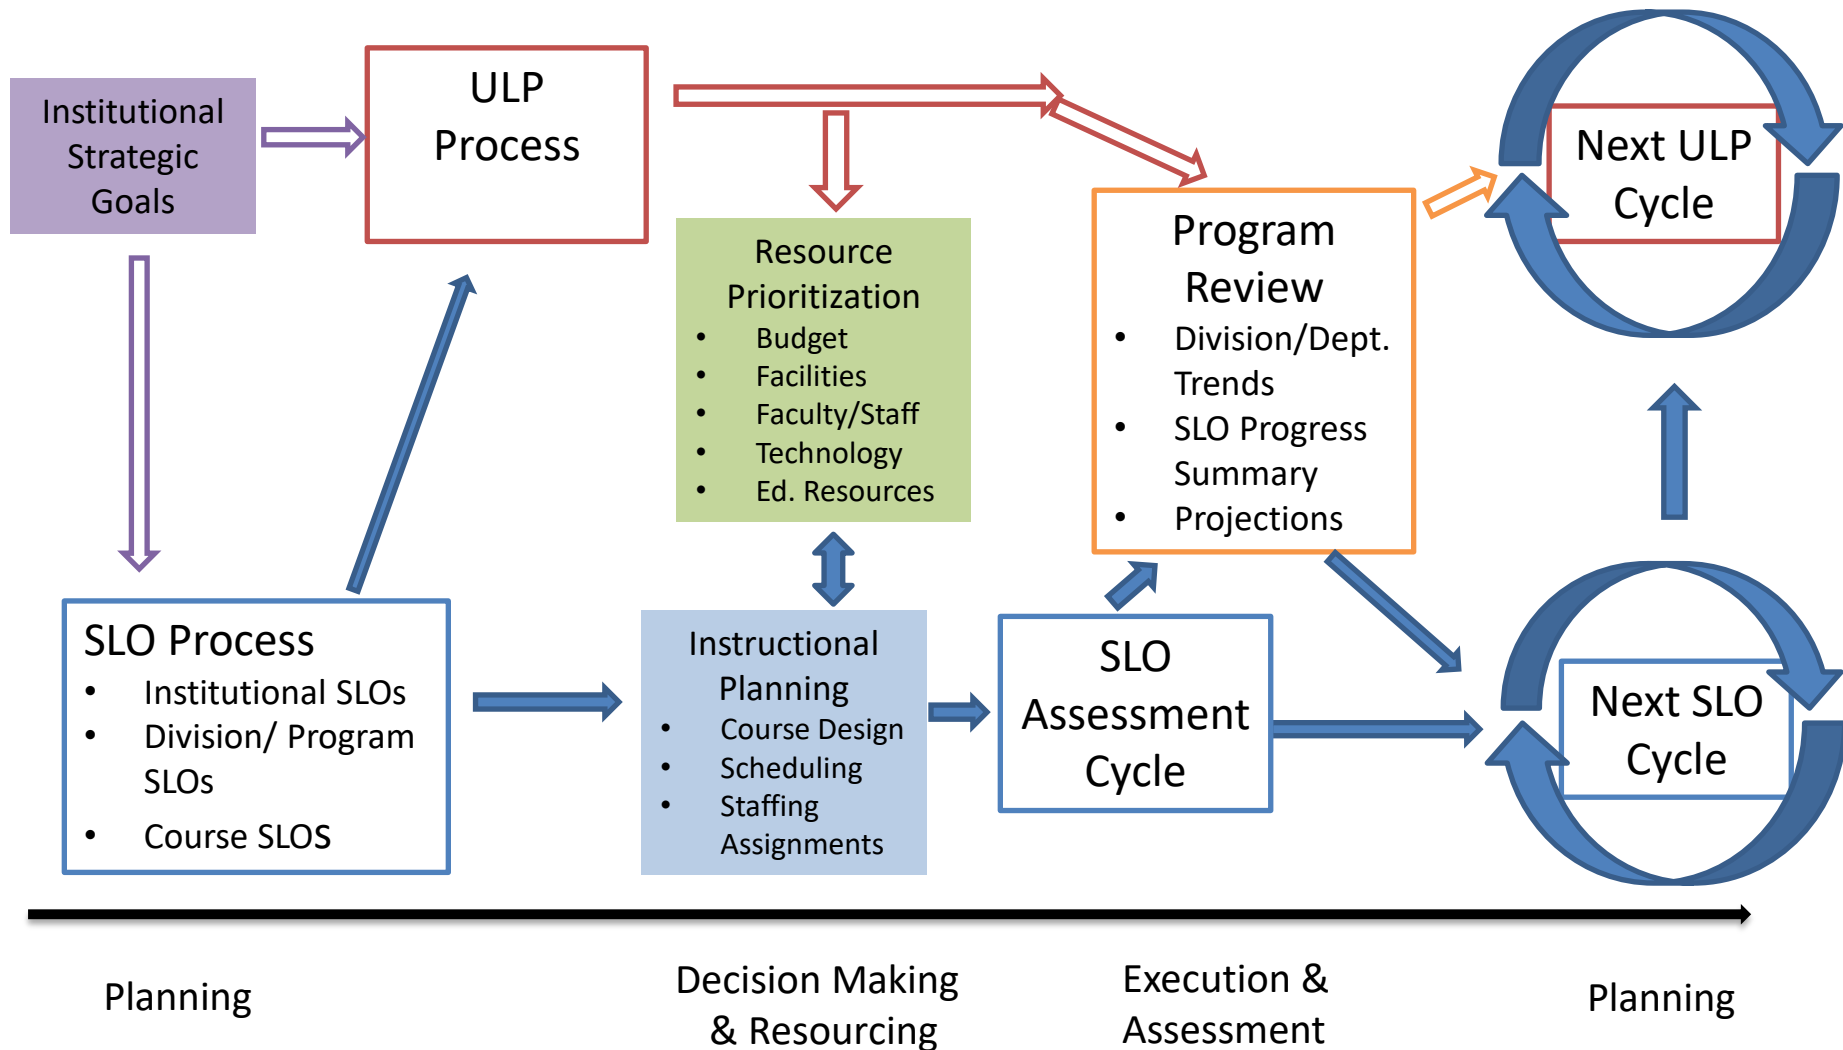 Institutional
Strategic
Goals
ULP
Process
Resource
Prioritization
• Budget
• Facilities
• Faculty/Staff
• Technology
• Ed. Resources
Program
Review
• Division/Dept.
Trends
• SLO Progress
Summary
• Projections
Next ULP
Cycle
SLO Process
• Institutional SLOs
• Division/ Program
SLOs
• Course SLOs
Instructional
Planning
• Course Design
• Scheduling
• Staffing
Assignments
SLO
Assessment
Cycle
Next SLO
Cycle
Planning
Decision Making
& Resourcing
Execution &
Assessment
Planning